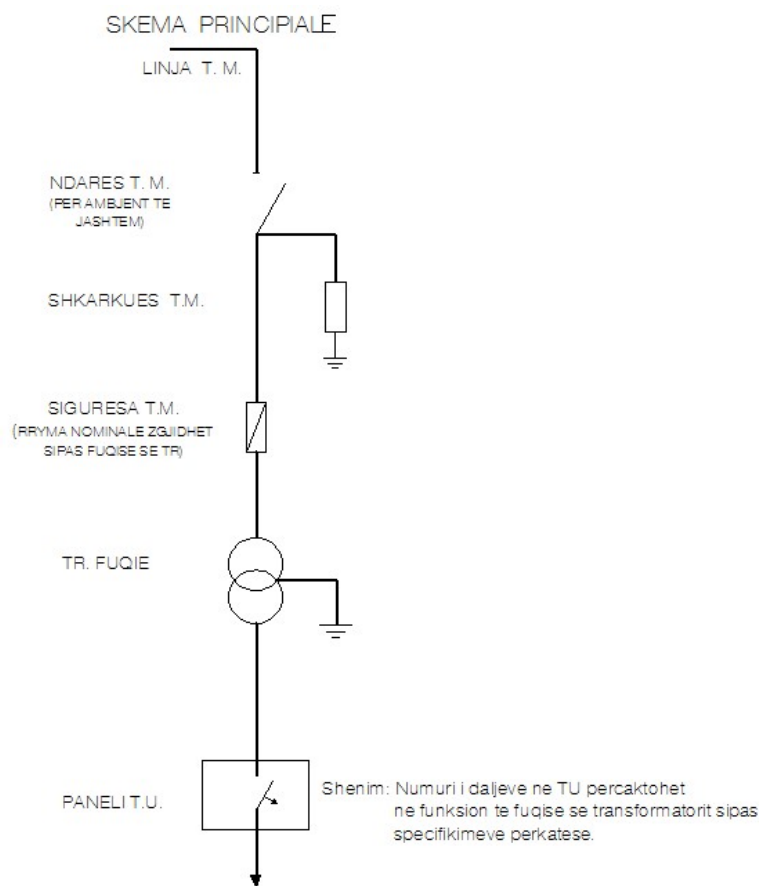 SKEMA PRINCIPIALE
LINJA T. M.
NDARES T. M.
(PER AMBJENT TE
JASHTEM)
SHKARKUES T.M.
SIGURESA T.M.
(RRYMA NOMINALE ZGJIDHET
SIPAS FUQISE SE TR)
TR. FUQIE
PANELI T.U.
Shenim: Numuri i daljeve ne TU percaktohet
ne funksion te fuqise se transformatorit sipas
specifikimeve perkatese.